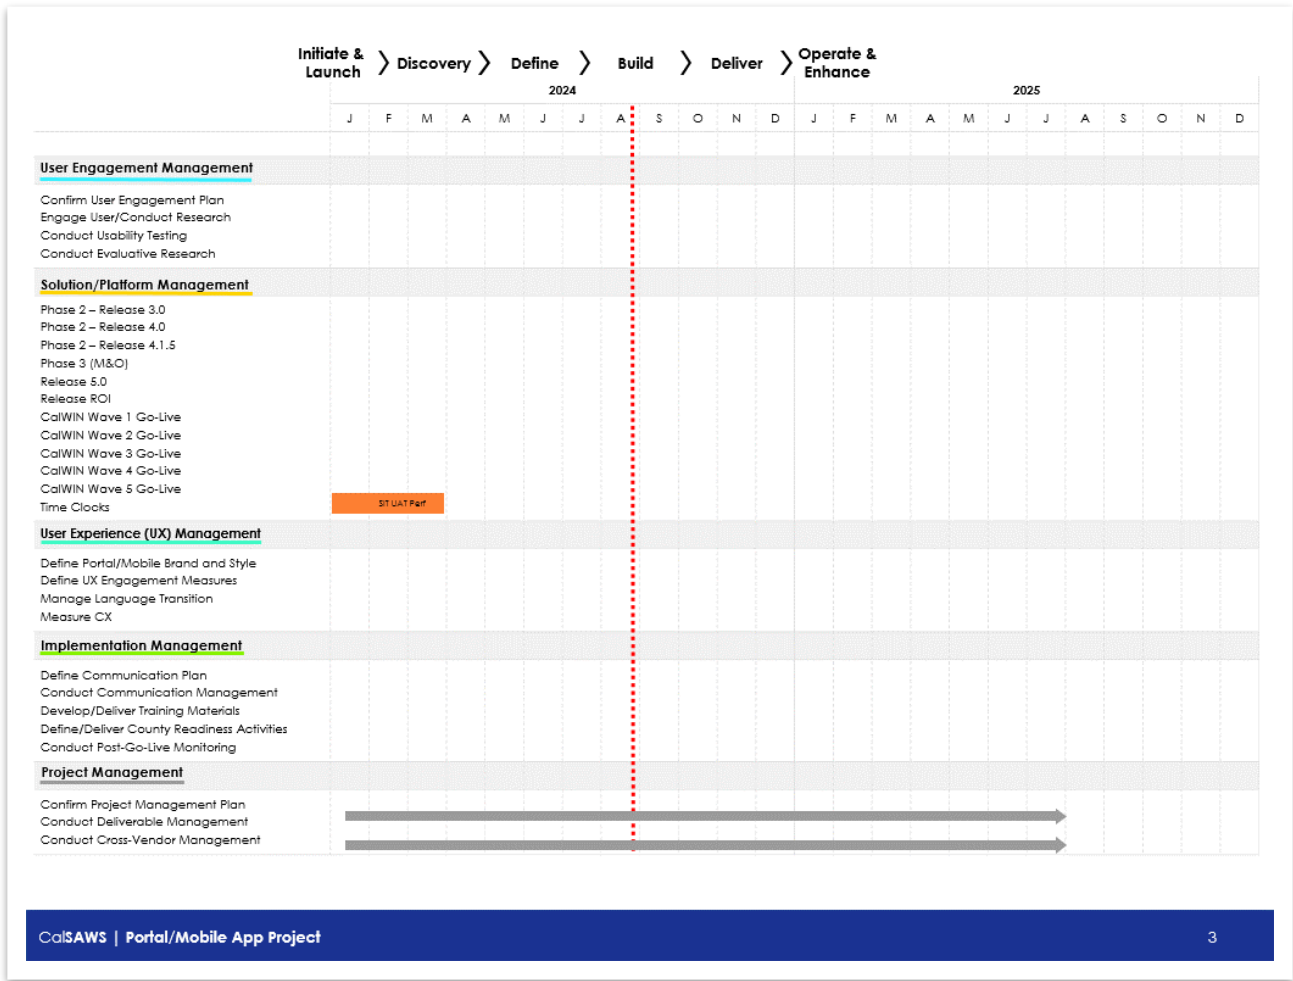 Initiate & Launch
Discovery
Define
Build
Deliver
Operate & Enhance
2024
2025
J F M A M J J A S O N D J F M A M J J A S O N D
User Engagement Management
Confirm User Engagement Plan
Engage User/Conduct Research
Conduct Usability Testing
Conduct Evaluative Research
Solution/Platform Management
Phase 2 – Release 3.0
Phase 2 – Release 4.0
Phase 2 – Release 4.1.5
Phase 3 (M&O)
Release 5.0
Release ROI
CalWIN Wave 1 Go-Live
CalWIN Wave 2 Go-Live
CalWIN Wave 3 Go-Live
CalWIN Wave 4 Go-Live
CalWIN Wave 5 Go-Live
Time Clocks
SIT UAT Perf
User Experience (UX) Management
Define Portal/Mobile Brand and Style
Define UX Engagement Measures
Manage Language Transition
Measure CX
Implementation Management
Define Communication Plan
Conduct Communication Management
Develop/Deliver Training Materials
Define/Deliver County Readiness Activities
Conduct Post-Go-Live Monitoring
Project Management
Confirm Project Management Plan
Conduct Deliverable Management
Conduct Cross-Vendor Management
CalSAWS | Portal/Mobile App Project
3